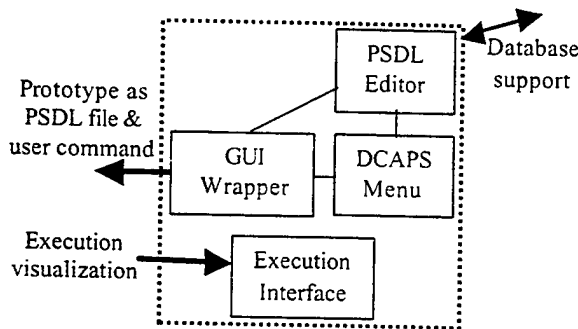 PSDL
Editor
Database
support
Prototype as
PSDL file &
user command
GUI
Wrapper
DCAPS
Menu
Execution
visualization
Execution
Interface